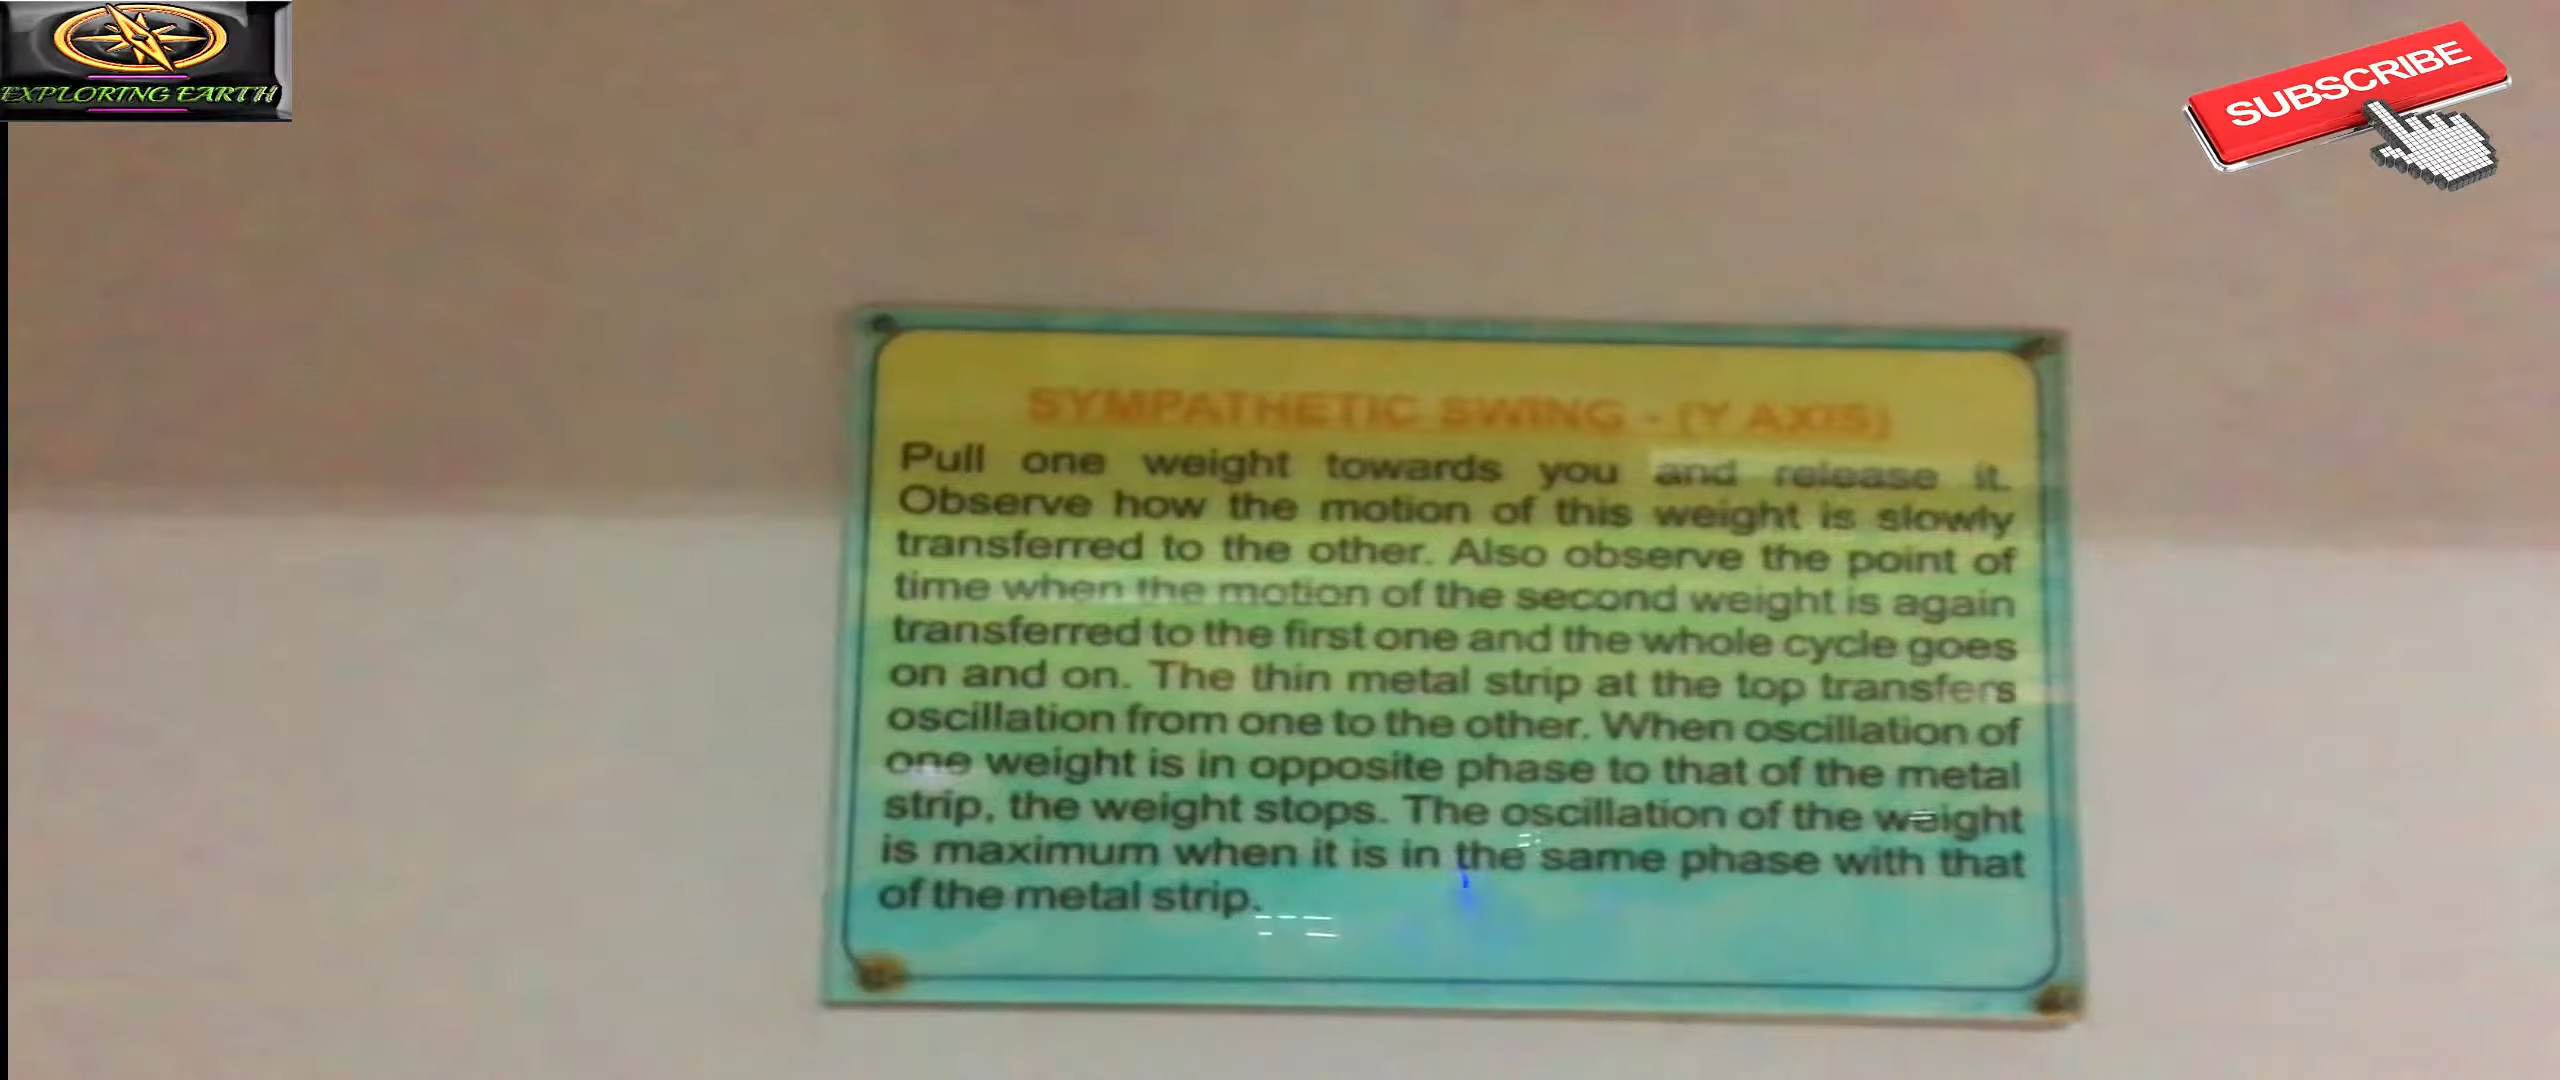 EXPLORING EARTH
SUBSCRIBE
SYMPATHETIC SWING - (Y AXIS)
Pull one weight towards you and release it.
Observe how the motion of this weight is slowly
transferred to the other. Also observe the point of
time when the motion of the second weight is again
transferred to the first one and the whole cycle goes
on and on. The thin metal strip at the top transfers
oscillation from one to the other. When oscillation of
one weight is in opposite phase to that of the metal
strip, the weight stops. The oscillation of the weight
is maximum when it is in the same phase with that
of the metal strip.